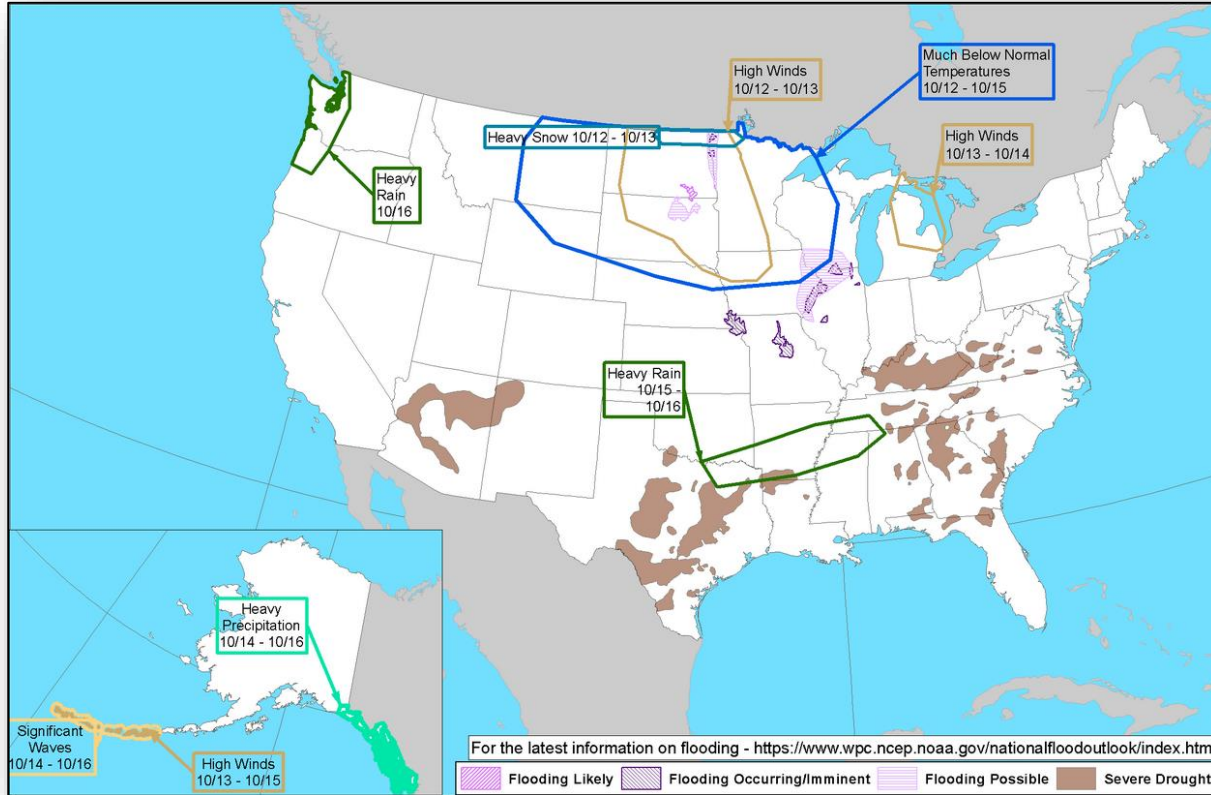 High Winds
10/12 - 10/13
Much Below Normal
Temperatures
10/12 - 10/15
Heavy Snow 10/12 - 10/13
High Winds
10/13 - 10/14
Heavy
Rain
10/16
Heavy Rain
10/15 -
10/16
Heavy
Precipitation
10/14 - 10/16
Significant
Waves
10/14 - 10/16
High Winds
10/13 - 10/15
For the latest information on flooding - https://www.wpc.ncep.noaa.gov/nationalfloodoutlook/index.htm
Flooding Likely
Flooding Occurring/Imminent
Flooding Possible
Severe Drought